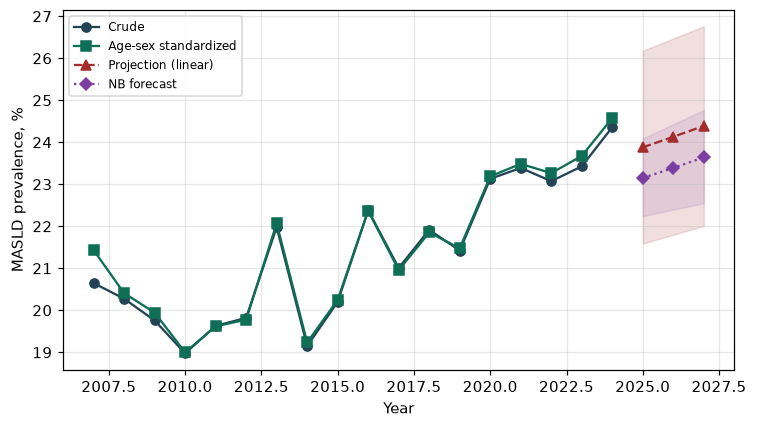 Crude
Age-sex standardized
Projection (linear)
NB forecast
MASLD prevalence, %
27
26
25
24
23
22
21
20
19
2007.5 2010.0 2012.5 2015.0 2017.5 2020.0 2022.5 2025.0 2027.5
Year